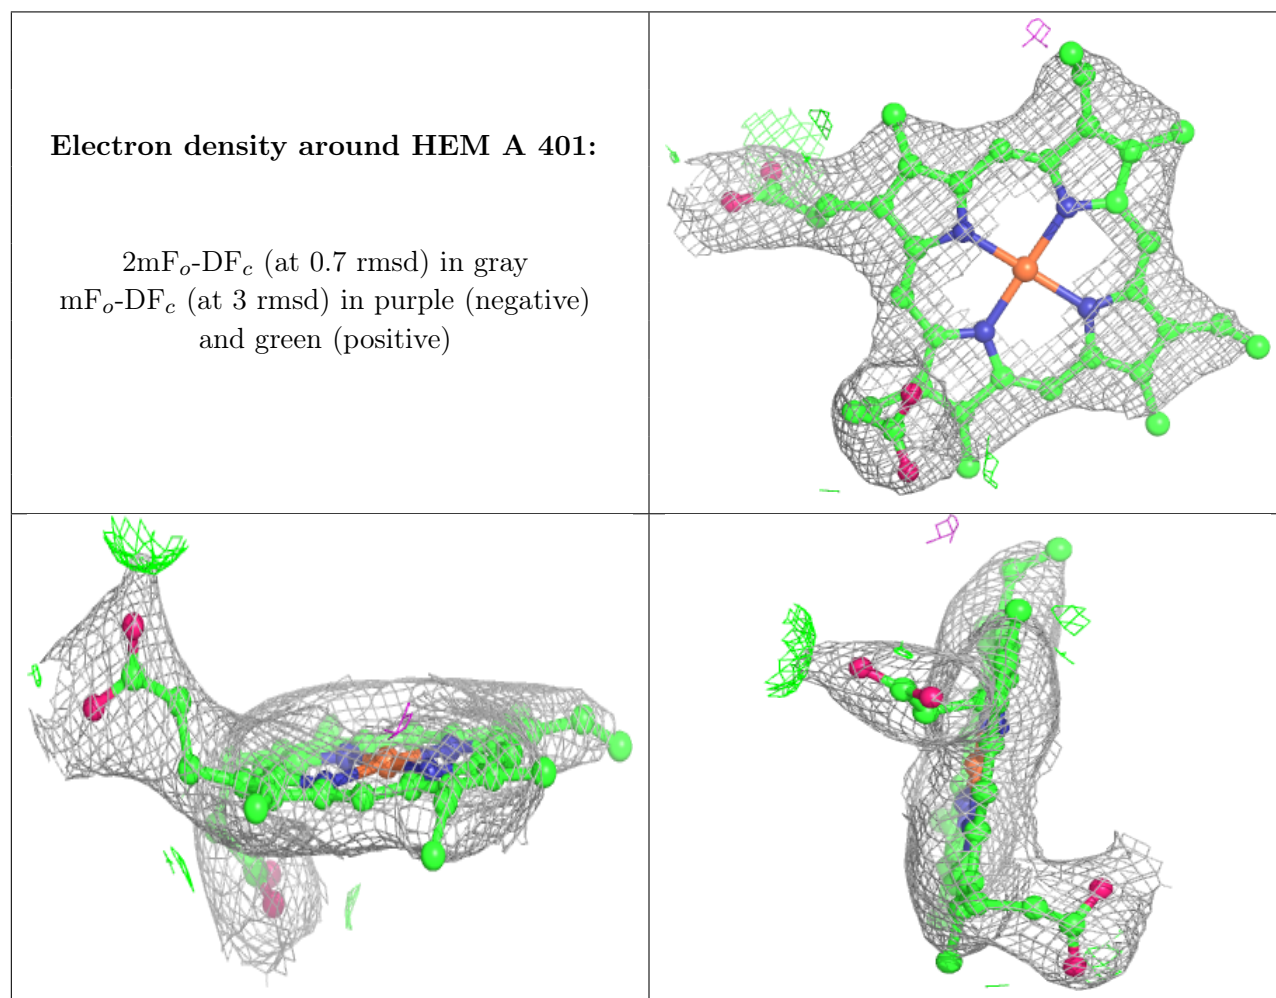 Electron density around HEM A 401:
2mFo-DFc (at 0.7 rmsd) in gray
mFo-DFc (at 3 rmsd) in purple (negative)
and green (positive)